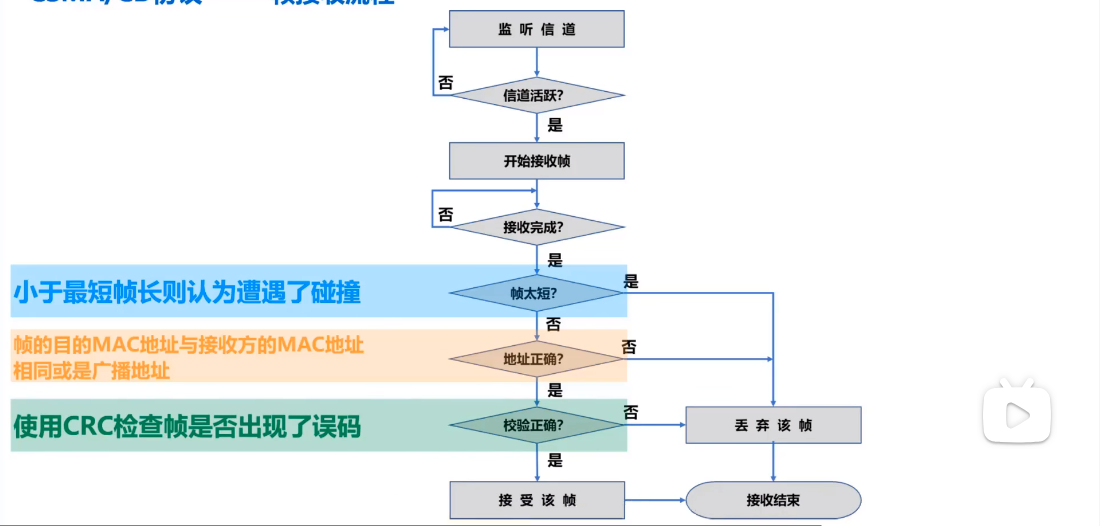 监听信道
否
信道活跃?
是
开始接收帧
否
接收完成?
是
小于最短帧长则认为遭遇了碰撞
帧太短?
是
否
帧的目的MAC地址与接收方的MAC地址
相同或是广播地址
地址正确?
否
是
使用CRC检查帧是否出现了误码
校验正确?
否
丢弃该帧
是
接受该帧
接收结束